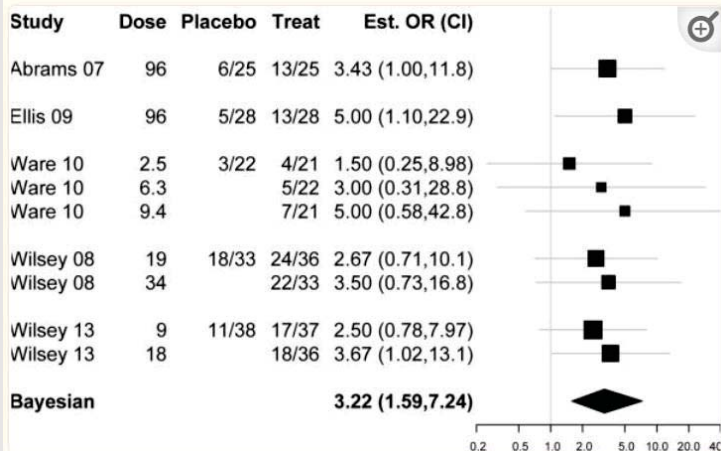 Study Dose Placebo Treat Est. OR (CI)
Abrams 07 96 6/25 13/25 3.43 (1.00,11.8)
Ellis 09 96 5/28 13/28 5.00 (1.10,22.9)
Ware 10 2.5 3/22 4/21 1.50 (0.25,8.98)
Ware 10 6.3 5/22 3.00 (0.31,28.8)
Ware 10 9.4 7/21 5.00 (0.58,42.8)
Wilsey 08 19 18/33 24/36 2.67 (0.71,10.1)
Wilsey 08 34 22/33 3.50 (0.73,16.8)
Wilsey 13 9 11/38 17/37 2.50 (0.78,7.97)
Wilsey 13 18 18/36 3.67 (1.02,13.1)
Bayesian 3.22 (1.59,7.24)
0.2 0.5 1.0 2.0 5.0 10.0 20.0 40